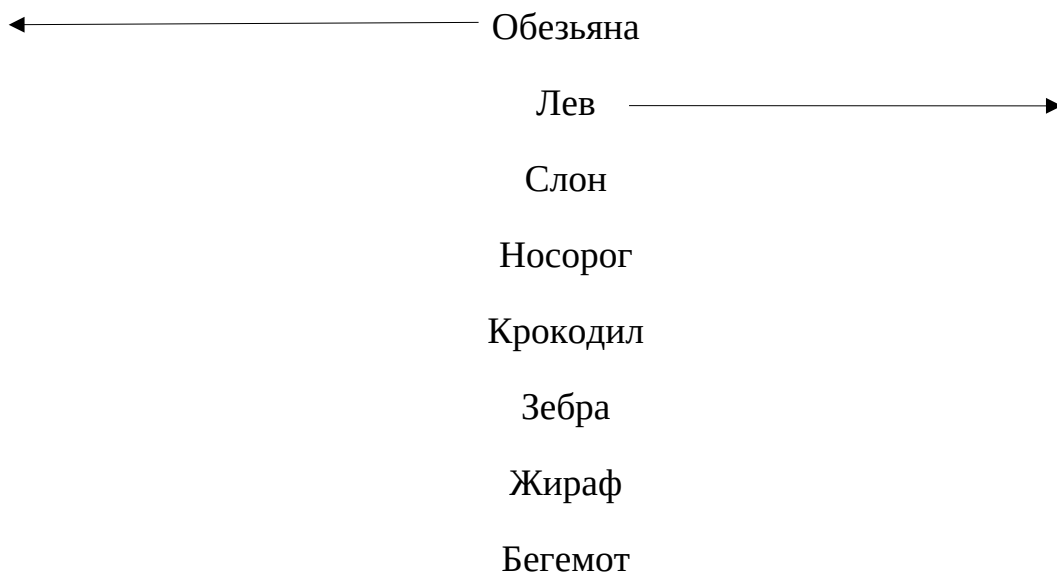 Обезьяна
Лев
Слон
Носорог
Крокодил
Зебра
Жираф
Бегемот